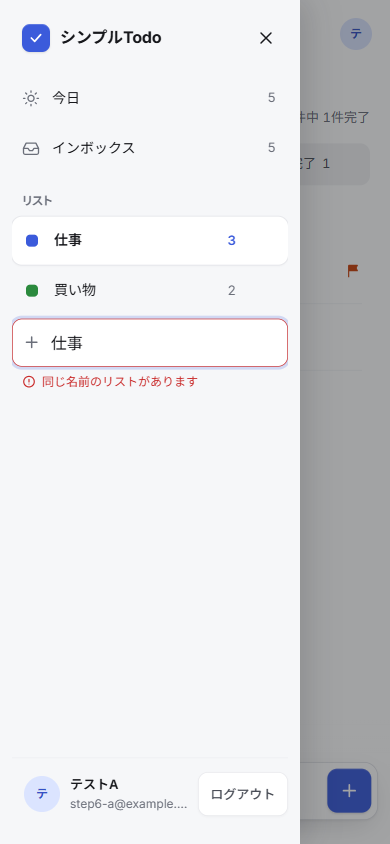 シンプルTodo
テ
今日 5
件中 1件完了
インボックス 5
完了 1
リスト
仕事 3
買い物 2
仕事
同じ名前のリストがあります
テ
テストA
step6-a@example....
ログアウト